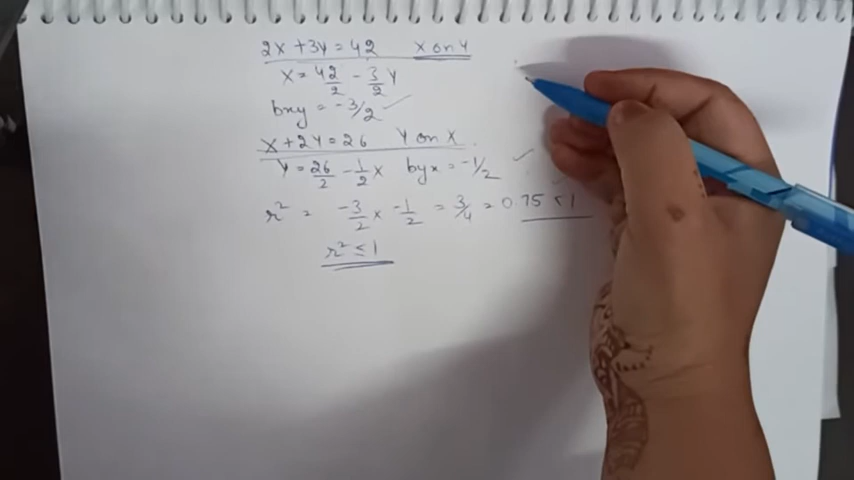 2X + 3Y = 42 X on Y
X = 42/2 - 3/2 Y
bxy = -3/2 ✓
X + 2Y = 26 Y on X
Y = 26/2 - 1/2 X byx = -1/2 ✓
r² = -3/2 x -1/2 = 3/4 = 0.75 < 1
r² ≤ 1